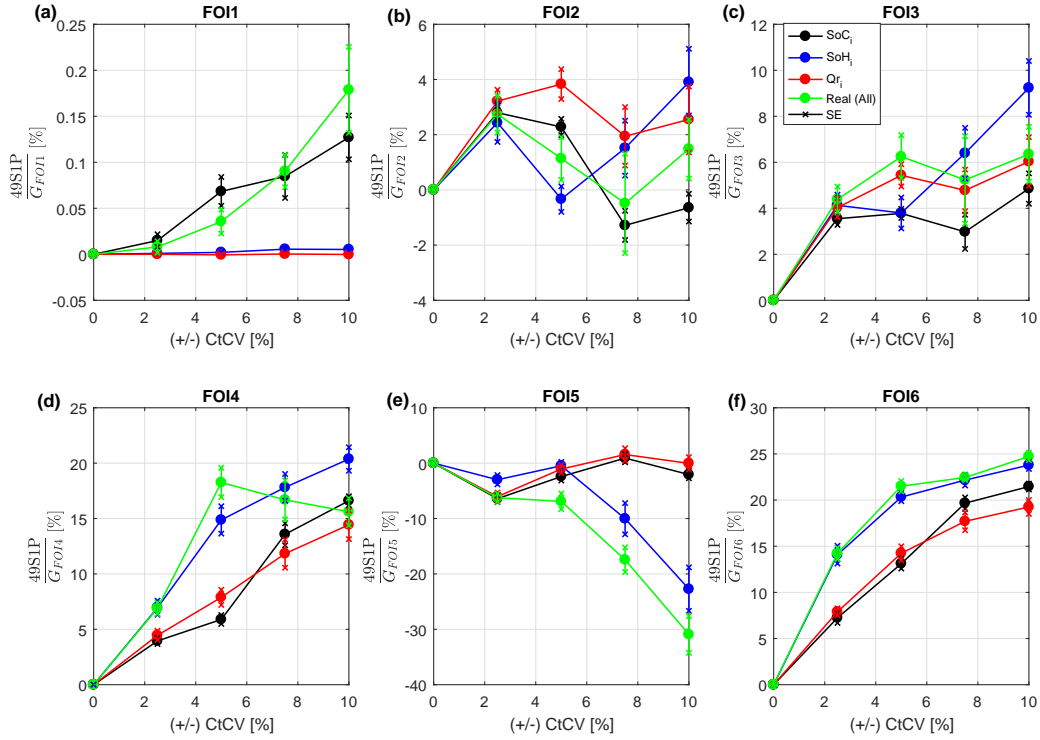 (a)
FOI1
49S1P
G_FOI1 [%]
0.25
0.2
0.15
0.1
0.05
0
-0.05
0 2 4 6 8 10
(+/-) CtCV [%]
(b)
FOI2
49S1P
G_FOI2 [%]
6
4
2
0
-2
-4
0 2 4 6 8 10
(+/-) CtCV [%]
(c)
FOI3
49S1P
G_FOI3 [%]
12
10
8
6
4
2
0
0 2 4 6 8 10
(+/-) CtCV [%]
SoC_i
SoH_i
Qr_i
Real (All)
SE
(d)
FOI4
49S1P
G_FOI4 [%]
25
20
15
10
5
0
0 2 4 6 8 10
(+/-) CtCV [%]
(e)
FOI5
49S1P
G_FOI5 [%]
10
0
-10
-20
-30
-40
0 2 4 6 8 10
(+/-) CtCV [%]
(f)
FOI6
49S1P
G_FOI6 [%]
30
25
20
15
10
5
0
0 2 4 6 8 10
(+/-) CtCV [%]